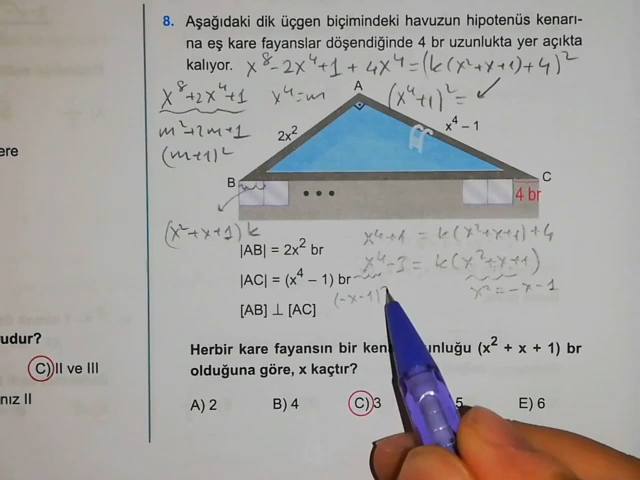 8. Aşağıdaki dik üçgen biçimindeki havuzun hipotenüs kenarı-
na eş kare fayanslar döşendiğinde 4 br uzunlukta yer açıkta
kalıyor. x⁸-2x⁴+1+4x⁴=(k(x²+x+1)+4)²
x⁸+2x⁴+1 x⁴=m (x⁴+1)²=
m²+2m+1
(m+1)²
A
2x²
x⁴ – 1
ere
B
C
4 br
(x²+x+1)k
x⁴+1 = k(x²+x+1)+4
|AB| = 2x² br
x⁴-3 = k(x²+x+1)
|AC| = (x⁴ – 1) br
x²=-x-1
(-x-1)²
[AB] ⊥ [AC]
udur?
Herbir kare fayansın bir (x² + x + 1) br
olduğuna göre, x kaçtır?
C) II ve III
nız II
A) 2 B) 4 C) 3 5 E) 6